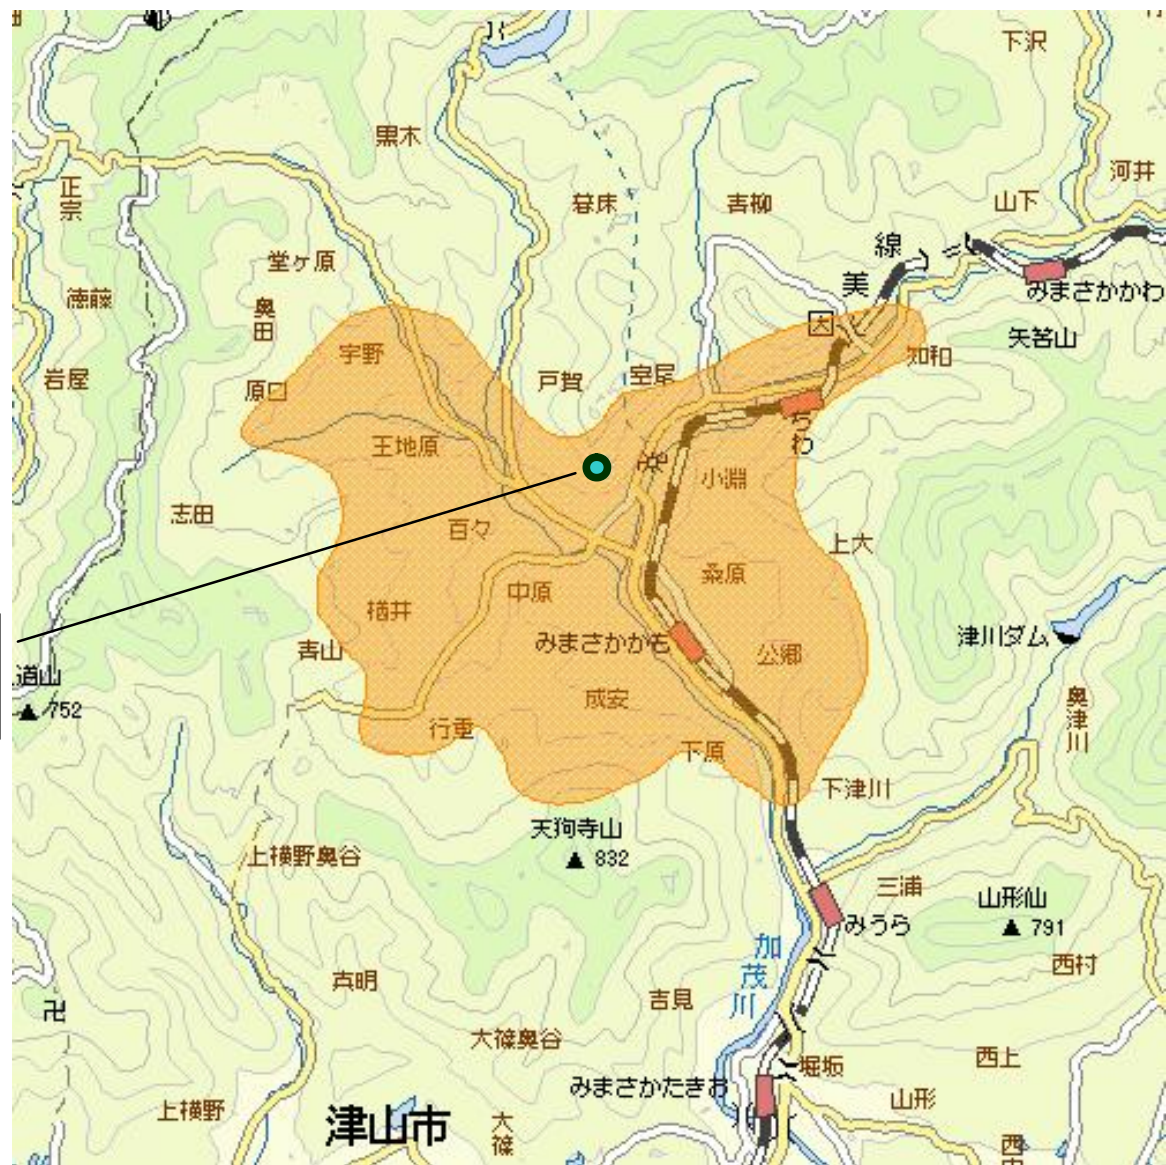 下沢
黒木
河井
正宗
暮床
青柳
山下
線
堂ヶ原
美
みまさかかわ
徳藤
奥田
因
矢筈山
宇野
知和
岩屋
戸賀
室尾
原口
ちわ
王地原
小淵
志田
百々
上大
桑原
中原
楢井
津川ダム
みまさかかも
青山
公郷
道山
▲752
成安
奥津川
行重
下原
下津川
天狗寺山
▲ 832
上横野奥谷
三浦
山形仙
▲ 791
みうら
加茂川
西村
真明
吉見
大篠奥谷
西上
堀坂
みまさかたきお
山形
上横野
津山市
大篠